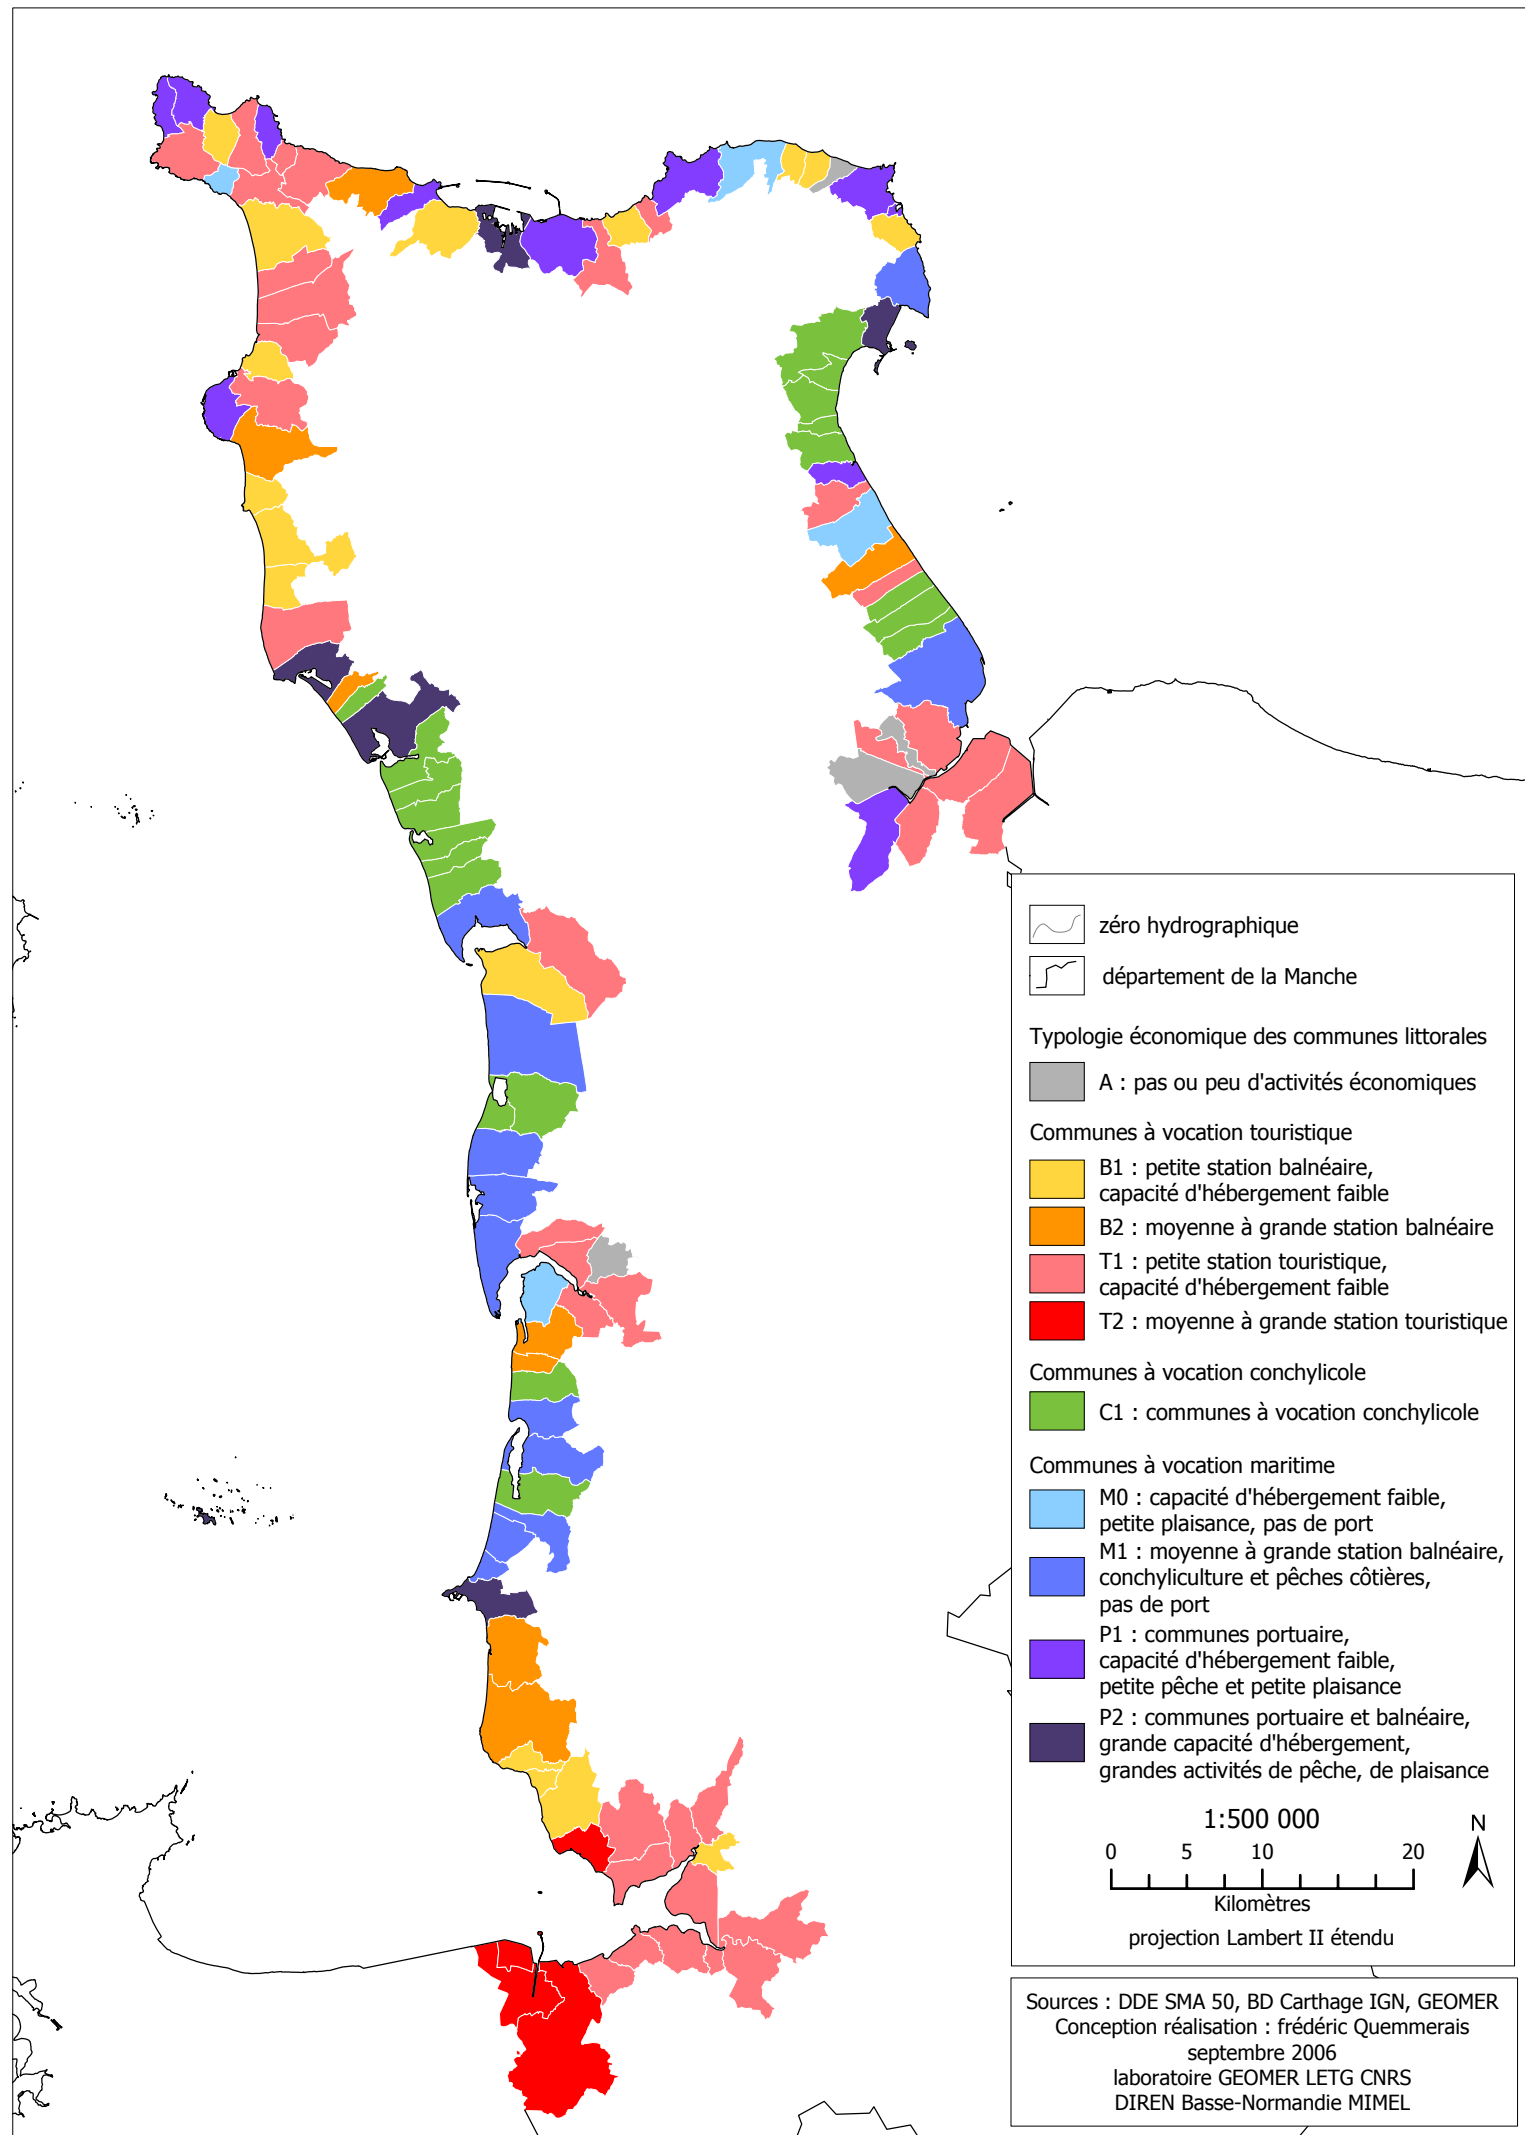 zéro hydrographique
département de la Manche
Typologie économique des communes littorales
A : pas ou peu d'activités économiques
Communes à vocation touristique
B1 : petite station balnéaire,
capacité d'hébergement faible
B2 : moyenne à grande station balnéaire
T1 : petite station touristique,
capacité d'hébergement faible
T2 : moyenne à grande station touristique
Communes à vocation conchylicole
C1 : communes à vocation conchylicole
Communes à vocation maritime
M0 : capacité d'hébergement faible,
petite plaisance, pas de port
M1 : moyenne à grande station balnéaire,
conchyliculture et pêches côtières,
pas de port
P1 : communes portuaire,
capacité d'hébergement faible,
petite pêche et petite plaisance
P2 : communes portuaire et balnéaire,
grande capacité d'hébergement,
grandes activités de pêche, de plaisance
1:500 000
N
0 5 10 20
Kilomètres
projection Lambert II étendu
Sources : DDE SMA 50, BD Carthage IGN, GEOMER
Conception réalisation : frédéric Quemmerais
septembre 2006
laboratoire GEOMER LETG CNRS
DIREN Basse-Normandie MIMEL